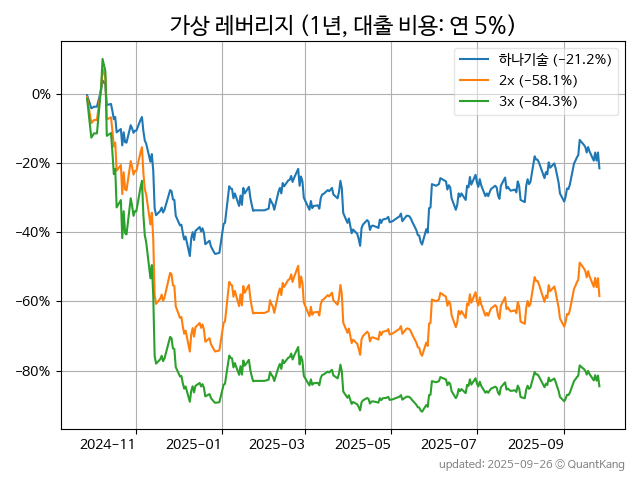 가상 레버리지 (1년, 대출 비용: 연 5%)
하나기술 (−21.2%)
2x (−58.1%)
3x (−84.3%)
0%
−20%
−40%
−60%
−80%
2024-11 2025-01 2025-03 2025-05 2025-07 2025-09
updated: 2025-09-26 © QuantKang